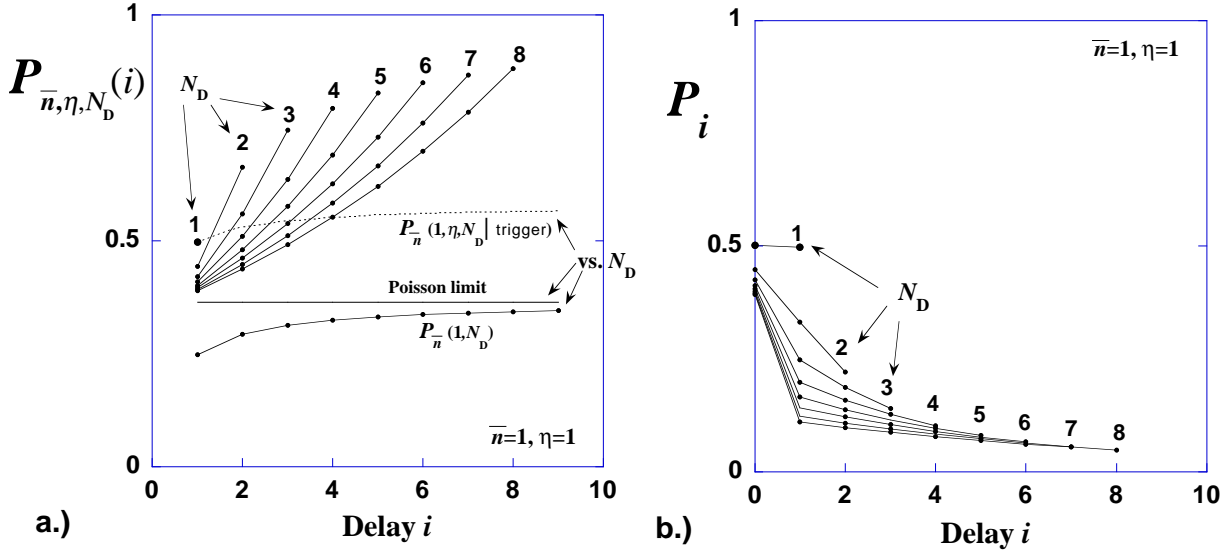 1
P n̅,η,N_D (i)
N_D
1
2
3
4
5
6
7
8
0.5
P_n̅ (1,η,N_D| trigger)
vs. N_D
Poisson limit
P_n̅ (1,N_D)
n̅=1, η=1
0
0 2 4 6 8 10
Delay i
a.)
1
n̅=1, η=1
P_i
0.5
1
N_D
2
3
4
5
6
7
8
0
0 2 4 6 8 10
Delay i
b.)